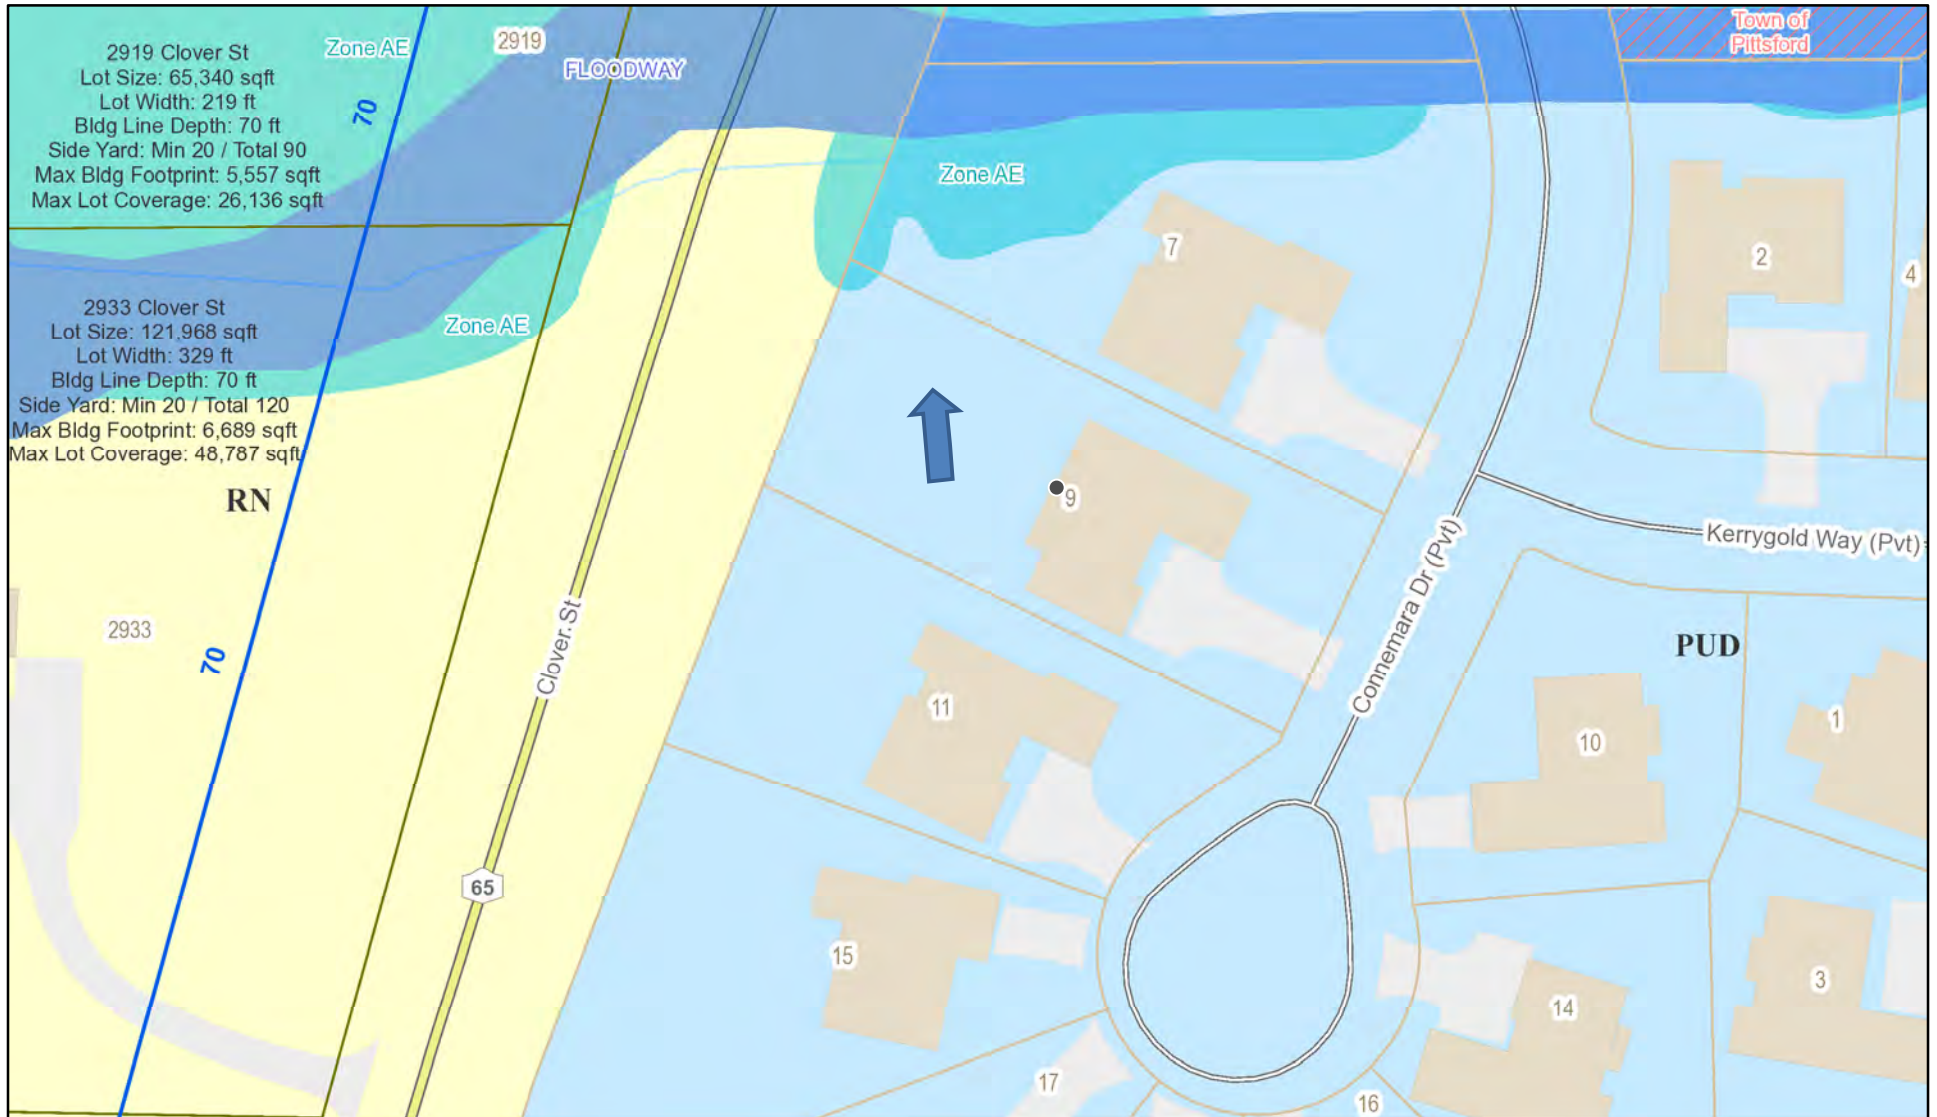 2919 Clover St
Lot Size: 65,340 sqft
Lot Width: 219 ft
Bldg Line Depth: 70 ft
Side Yard: Min 20 / Total 90
Max Bldg Footprint: 5,557 sqft
Max Lot Coverage: 26,136 sqft
Zone AE
2919
FLOODWAY
Town of
Pittsford
70
Zone AE
7
2
4
2933 Clover St
Lot Size: 121,968 sqft
Lot Width: 329 ft
Bldg Line Depth: 70 ft
Side Yard: Min 20 / Total 120
Max Bldg Footprint: 6,689 sqft
Max Lot Coverage: 48,787 sqft
Zone AE
RN
9
Kerrygold Way (Pvt)
Connemara Dr (Pvt)
2933
70
Clover St
PUD
11
10
1
65
15
3
14
17
16